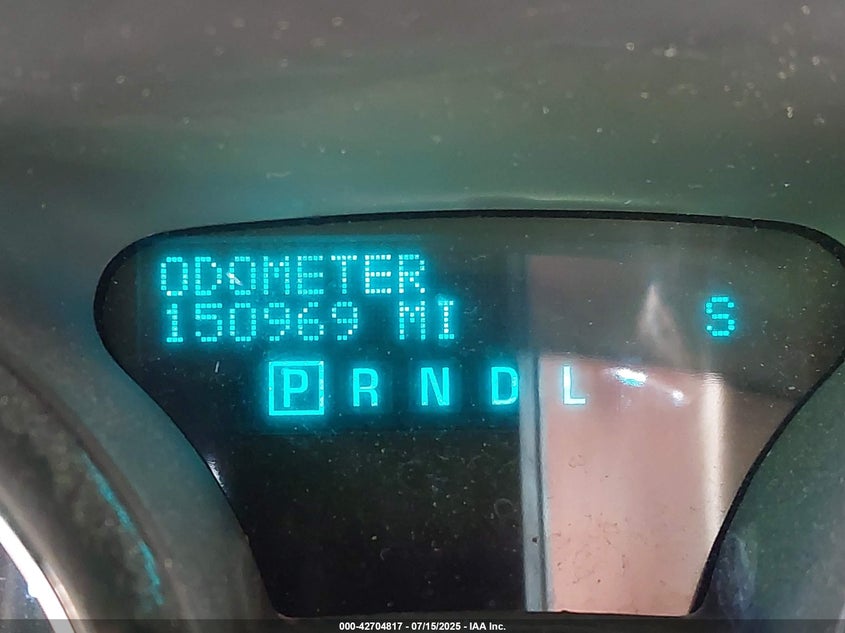 ODOMETER
150969 MI S
P R N D L
000-42704817 - 07/15/2025 - IAA Inc.